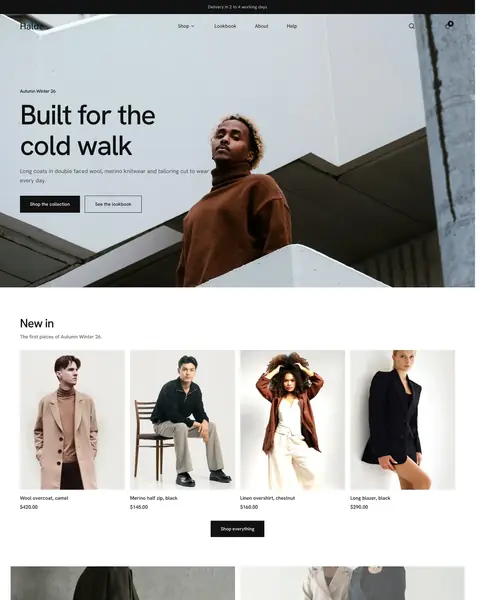 Delivery in 2 to 4 working days
Halde
Shop
Lookbook
About
Help
0
Autumn Winter 26
Built for the
cold walk
Long coats in double faced wool, merino knitwear and tailoring cut to wear
every day.
Shop the collection
See the lookbook
New in
The first pieces of Autumn Winter 26.
Wool overcoat, camel
$420.00
Merino half zip, black
$145.00
Linen overshirt, chestnut
$160.00
Long blazer, black
$290.00
Shop everything